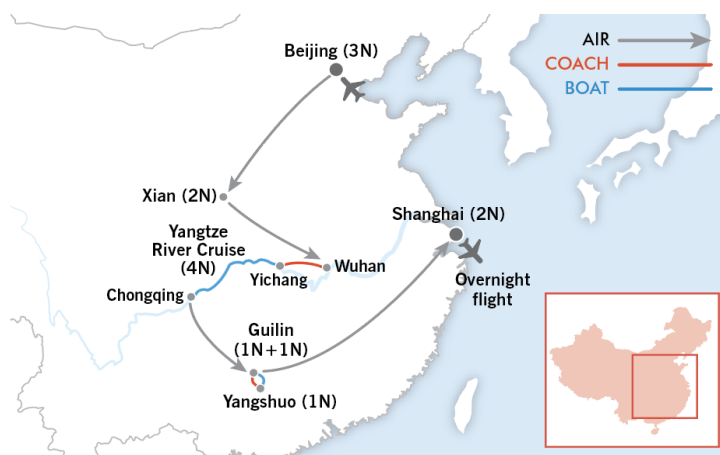 Beijing (3N)
AIR
COACH
BOAT
Xian (2N)
Shanghai (2N)
Yangtze
River Cruise
(4N)
Wuhan
Yichang
Overnight
flight
Chongqing
Guilin
(1N+1N)
Yangshuo (1N)